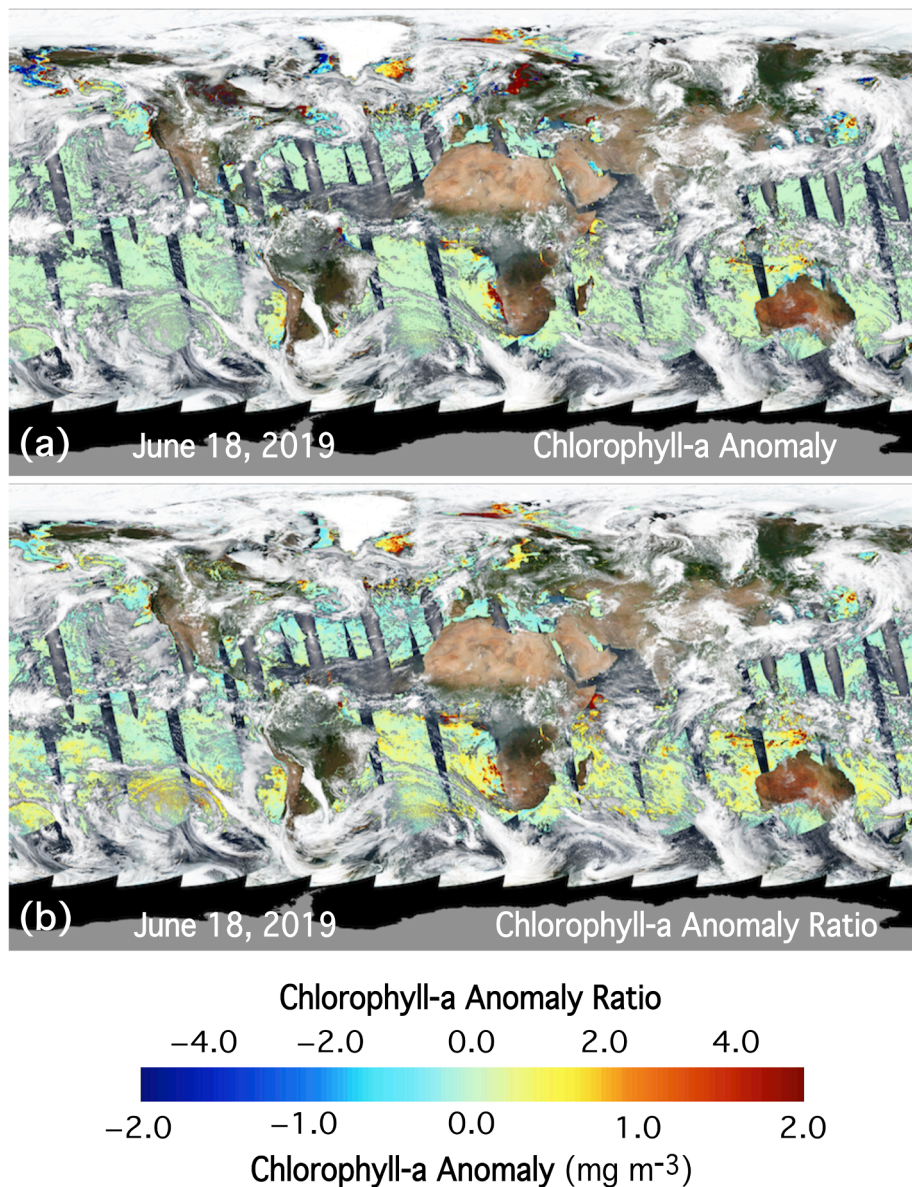 (a) June 18, 2019 Chlorophyll-a Anomaly
(b) June 18, 2019 Chlorophyll-a Anomaly Ratio
Chlorophyll-a Anomaly Ratio
−4.0 −2.0 0.0 2.0 4.0
-2.0 -1.0 0.0 1.0 2.0
Chlorophyll-a Anomaly (mg m⁻³)